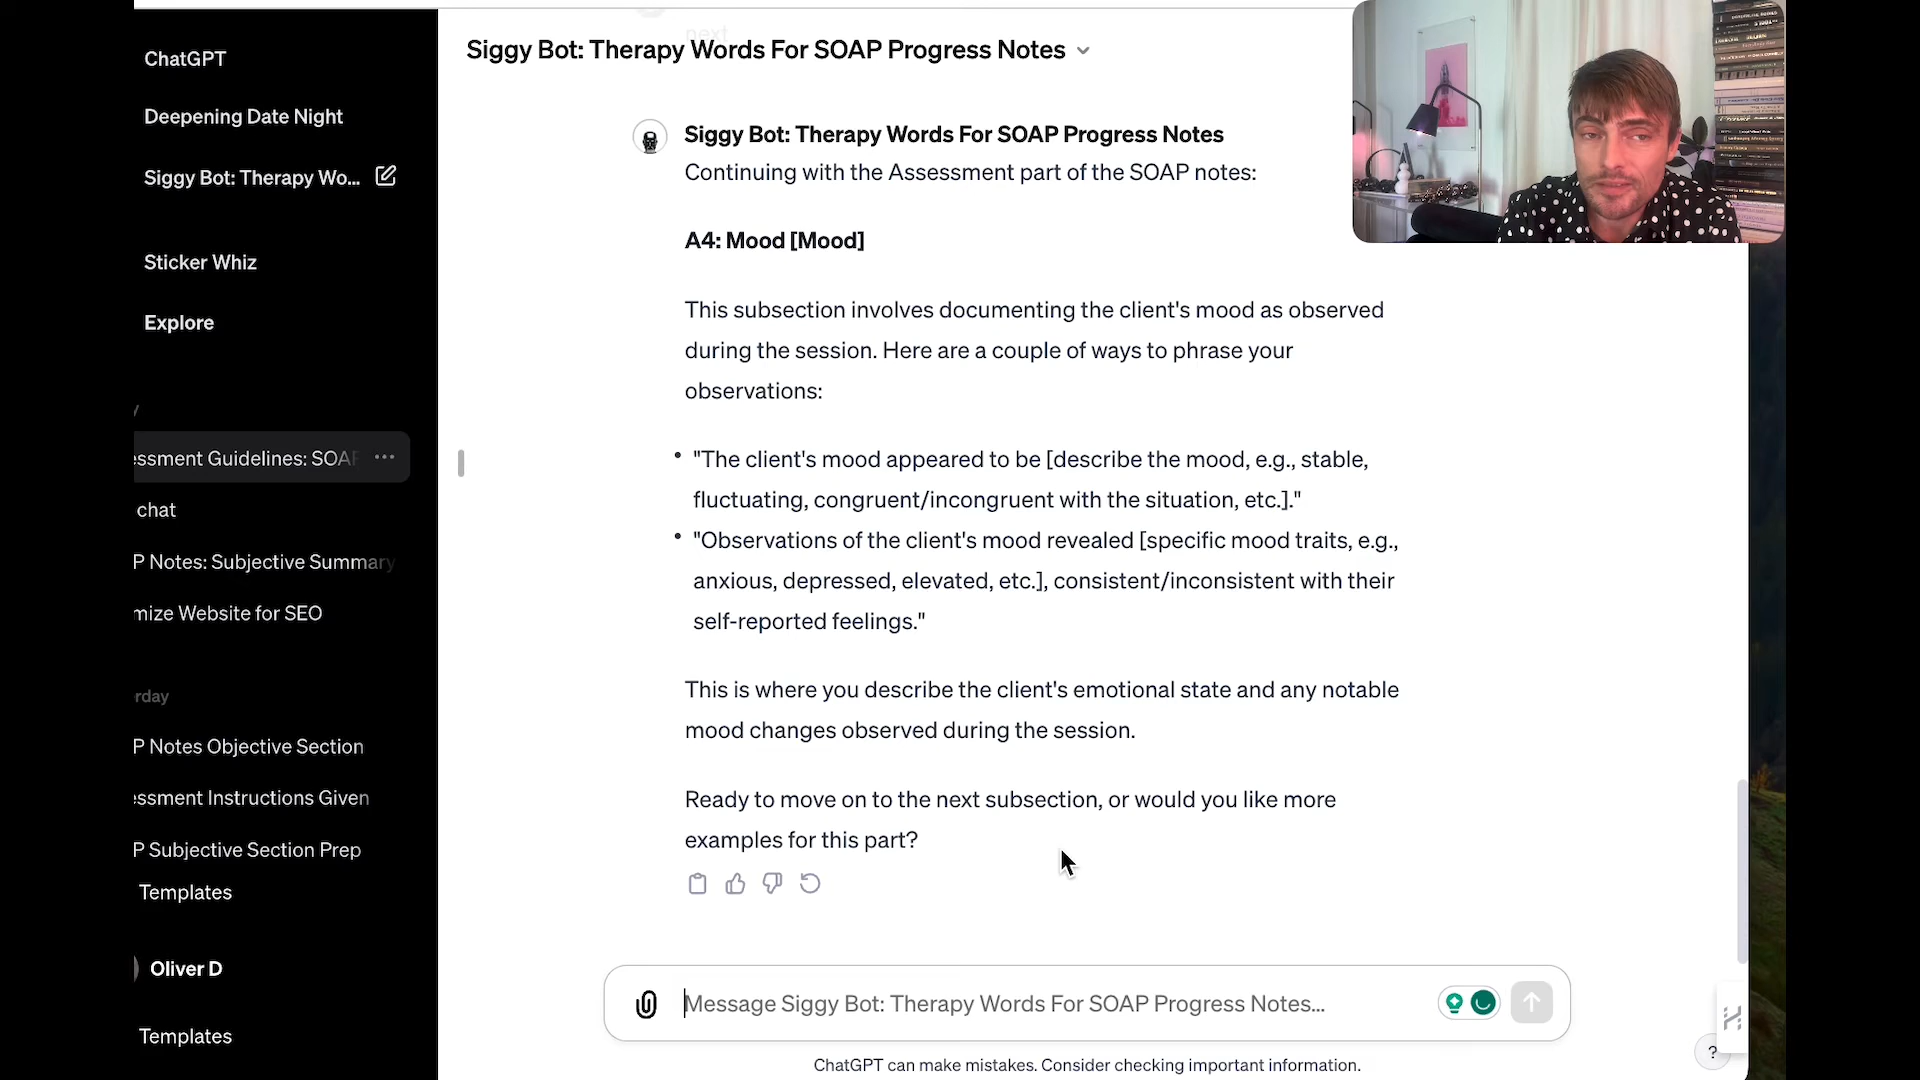 next
Siggy Bot: Therapy Words For SOAP Progress Notes
ChatGPT
Deepening Date Night
Siggy Bot: Therapy Wo...
Sticker Whiz
Explore
y
essment Guidelines: SOAP
chat
P Notes: Subjective Summary
mize Website for SEO
rday
P Notes Objective Section
essment Instructions Given
P Subjective Section Prep
Templates
Oliver D
Templates
Siggy Bot: Therapy Words For SOAP Progress Notes
Continuing with the Assessment part of the SOAP notes:
A4: Mood [Mood]
This subsection involves documenting the client's mood as observed
during the session. Here are a couple of ways to phrase your
observations:
• "The client's mood appeared to be [describe the mood, e.g., stable,
fluctuating, congruent/incongruent with the situation, etc.]."
• "Observations of the client's mood revealed [specific mood traits, e.g.,
anxious, depressed, elevated, etc.], consistent/inconsistent with their
self-reported feelings."
This is where you describe the client's emotional state and any notable
mood changes observed during the session.
Ready to move on to the next subsection, or would you like more
examples for this part?
Message Siggy Bot: Therapy Words For SOAP Progress Notes...
ChatGPT can make mistakes. Consider checking important information.
?